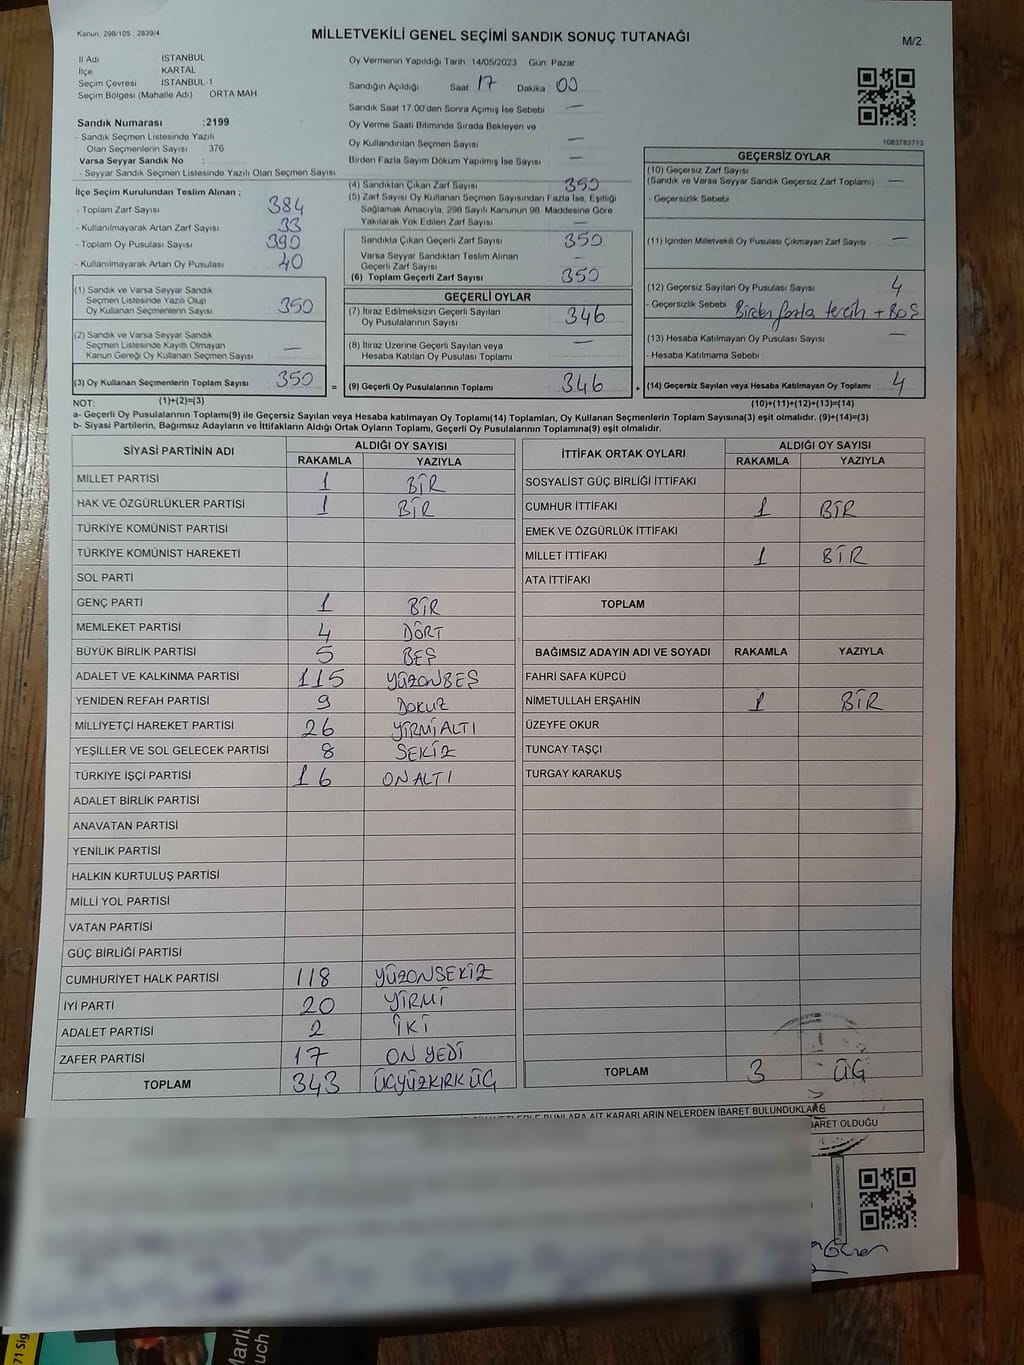 Kanun, 298/105 , 2839/4
MİLLETVEKİLİ GENEL SEÇİMİ SANDIK SONUÇ TUTANAĞI
M/2
İl Adı İSTANBUL
İlçe KARTAL
Seçim Çevresi İSTANBUL-1
Seçim Bölgesi (Mahalle Adı) ORTA MAH.
Oy Vermenin Yapıldığı Tarih 14/05/2023 Gün Pazar
Sandığın Açıldığı Saat 17 Dakika 00
Sandık Saat 17.00'den Sonra Açılmış İse Sebebi —
Oy Verme Saati Bitiminde Sırada Bekleyen ve
Oy Kullandırılan Seçmen Sayısı —
Birden Fazla Sayım Döküm Yapılmış İse Sayısı —
1083783713
Sandık Numarası :2199
- Sandık Seçmen Listesinde Yazılı
Olan Seçmenlerin Sayısı 376
Varsa Seyyar Sandık No :
- Seyyar Sandık Seçmen Listesinde Yazılı Olan Seçmen Sayısı
İlçe Seçim Kurulundan Teslim Alınan ;
- Toplam Zarf Sayısı 384
- Kullanılmayarak Artan Zarf Sayısı 33
- Toplam Oy Pusulası Sayısı 390
- Kullanılmayarak Artan Oy Pusulası 40
(1) Sandık ve Varsa Seyyar Sandık
Seçmen Listesinde Yazılı Olup
Oy Kullanan Seçmenlerin Sayısı 350
(2) Sandık ve Varsa Seyyar Sandık
Seçmen Listesinde Kayıtlı Olmayan
Kanun Gereği Oy Kullanan Seçmen Sayısı —
(3) Oy Kullanan Seçmenlerin Toplam Sayısı 350
(1)+(2)=(3)
(4) Sandıktan Çıkan Zarf Sayısı 350
(5) Zarf Sayısı Oy Kullanan Seçmen Sayısından Fazla İse, Eşitliği
Sağlamak Amacıyla, 298 Sayılı Kanunun 98. Maddesine Göre
Yakılarak Yok Edilen Zarf Sayısı —
Sandıkta Çıkan Geçerli Zarf Sayısı 350
Varsa Seyyar Sandıktan Teslim Alınan
Geçerli Zarf Sayısı —
(6) Toplam Geçerli Zarf Sayısı 350
GEÇERLİ OYLAR
(7) İtiraz Edilmeksizin Geçerli Sayılan
Oy Pusulalarının Sayısı 346
(8) İtiraz Üzerine Geçerli Sayılan veya
Hesaba Katılan Oy Pusulası Toplamı —
= (9) Geçerli Oy Pusulalarının Toplamı 346
GEÇERSİZ OYLAR
(10) Geçersiz Zarf Sayısı
(Sandık ve Varsa Seyyar Sandık Geçersiz Zarf Toplamı) —
- Geçersizlik Sebebi
(11) İçinden Milletvekili Oy Pusulası Çıkmayan Zarf Sayısı —
(12) Geçersiz Sayılan Oy Pusulası Sayısı 4
- Geçersizlik Sebebi Birden fazla tercih + BOŞ
(13) Hesaba Katılmayan Oy Pusulası Sayısı —
- Hesaba Katılmama Sebebi
+ (14) Geçersiz Sayılan veya Hesaba Katılmayan Oy Toplamı 4
(10)+(11)+(12)+(13)=(14)
NOT:
a- Geçerli Oy Pusulalarının Toplamı(9) ile Geçersiz Sayılan veya Hesaba katılmayan Oy Toplamı(14) Toplamları, Oy Kullanan Seçmenlerin Toplam Sayısına(3) eşit olmalıdır. (9)+(14)=(3)
b- Siyasi Partilerin, Bağımsız Adayların ve İttifakların Aldığı Ortak Oyların Toplamı, Geçerli Oy Pusulalarının Toplamına(9) eşit olmalıdır.
SİYASİ PARTİNİN ADI ALDIĞI OY SAYISI
RAKAMLA YAZIYLA
MİLLET PARTİSİ 1 BİR
HAK VE ÖZGÜRLÜKLER PARTİSİ 1 BİR
TÜRKİYE KOMÜNİST PARTİSİ
TÜRKİYE KOMÜNİST HAREKETİ
SOL PARTİ
GENÇ PARTİ 1 BİR
MEMLEKET PARTİSİ 4 DÖRT
BÜYÜK BİRLİK PARTİSİ 5 BEŞ
ADALET VE KALKINMA PARTİSİ 115 YÜZONBEŞ
YENİDEN REFAH PARTİSİ 9 DOKUZ
MİLLİYETÇİ HAREKET PARTİSİ 26 YİRMİALTI
YEŞİLLER VE SOL GELECEK PARTİSİ 8 SEKİZ
TÜRKİYE İŞÇİ PARTİSİ 16 ONALTI
ADALET BİRLİK PARTİSİ
ANAVATAN PARTİSİ
YENİLİK PARTİSİ
HALKIN KURTULUŞ PARTİSİ
MİLLİ YOL PARTİSİ
VATAN PARTİSİ
GÜÇ BİRLİĞİ PARTİSİ
CUMHURİYET HALK PARTİSİ 118 YÜZONSEKİZ
İYİ PARTİ 20 YİRMİ
ADALET PARTİSİ 2 İKİ
ZAFER PARTİSİ 17 ON YEDİ
TOPLAM 343 ÜÇYÜZKIRKÜÇ
İTTİFAK ORTAK OYLARI ALDIĞI OY SAYISI
RAKAMLA YAZIYLA
SOSYALİST GÜÇ BİRLİĞİ İTTİFAKI
CUMHUR İTTİFAKI 1 BİR
EMEK VE ÖZGÜRLÜK İTTİFAKI
MİLLET İTTİFAKI 1 BİR
ATA İTTİFAKI
TOPLAM
BAĞIMSIZ ADAYIN ADI VE SOYADI RAKAMLA YAZIYLA
FAHRİ SAFA KÜPCÜ
NİMETULLAH ERŞAHİN 1 BİR
ÜZEYFE OKUR
TUNCAY TAŞÇI
TURGAY KARAKUŞ
TOPLAM 3 ÜÇ
BUNLARA AİT KARARLARIN NELERDEN İBARET BULUNDUKLARI
İBARET OLDUĞU
71 Sig
Marl
uch